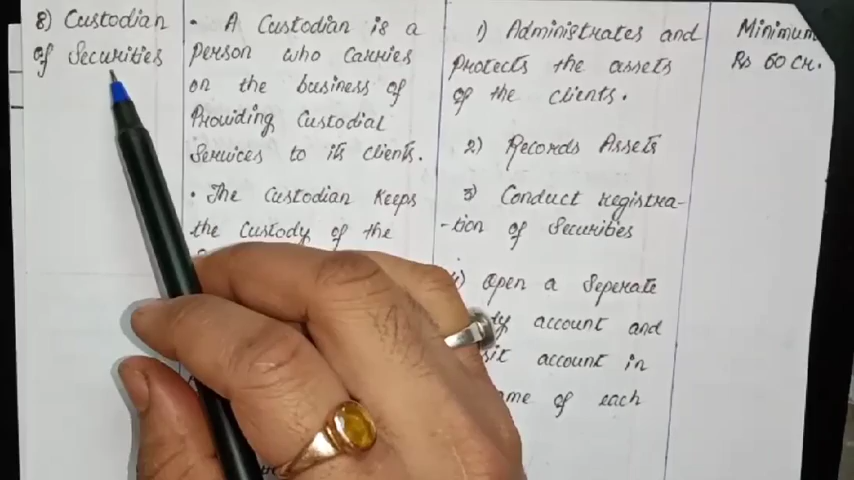 8) Custodian
of Securities
• A Custodian is a
person who carries
on the business of
Providing Custodial
Services to its clients.
• The Custodian keeps
the custody of the
1) Administrates and
protects the assets
of the clients.
2) Records Assets
3) Conduct registra-
-tion of Securities
Open a Seperate
account and
account in
of each
Minimum
Rs 60 cr.